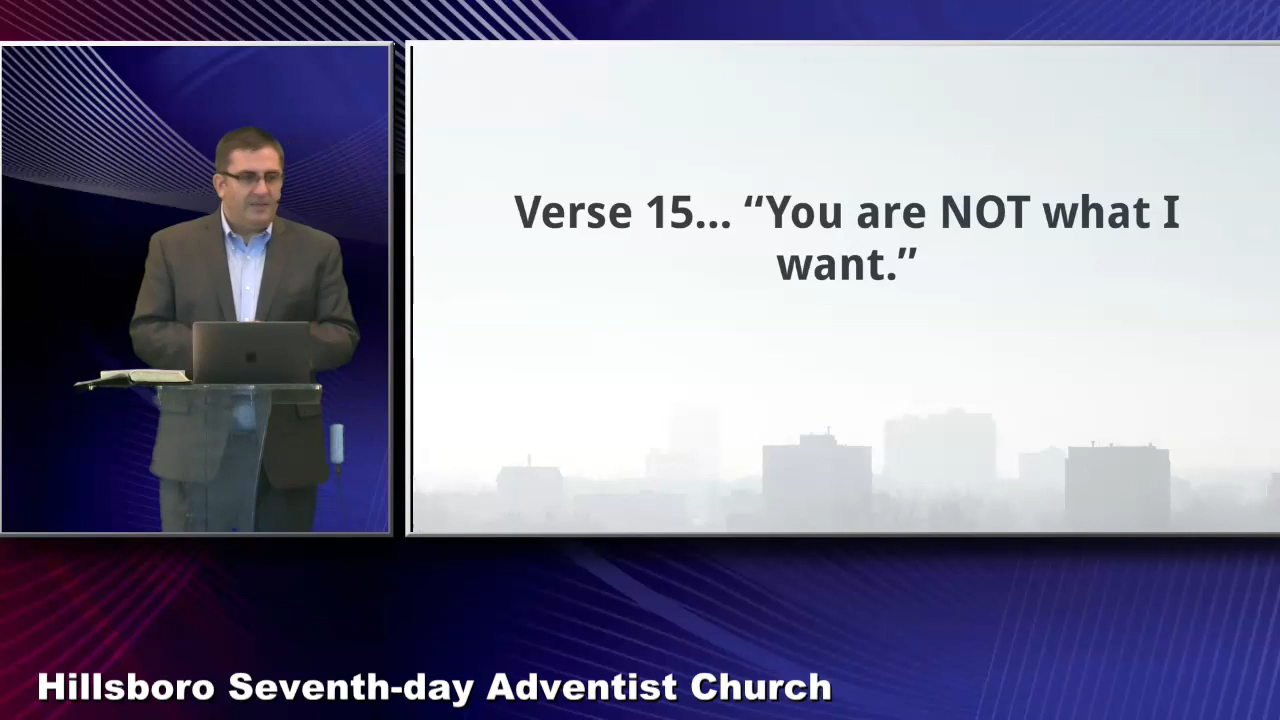 Verse 15... “You are NOT what I
want.”
Hillsboro Seventh-day Adventist Church